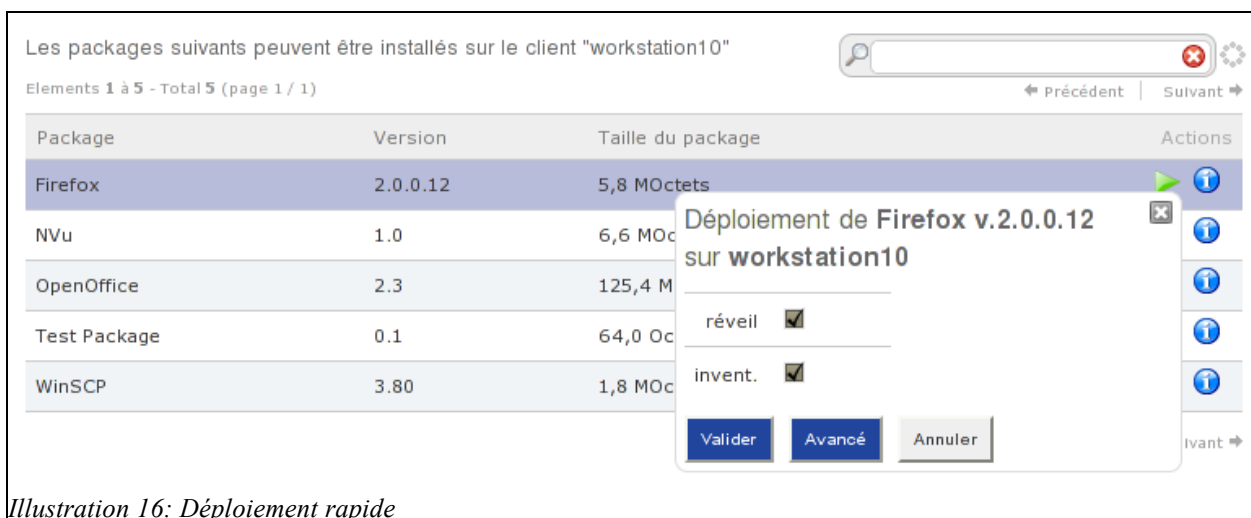 Les packages suivants peuvent être installés sur le client "workstation10"
Elements 1 à 5 - Total 5 (page 1 / 1)
Précédent | Suivant
Package Version Taille du package Actions
Firefox 2.0.0.12 5,8 MOctets
NVu 1.0 6,6 MOc
OpenOffice 2.3 125,4 M
Test Package 0.1 64,0 Oc
WinSCP 3.80 1,8 MOc
Déploiement de Firefox v.2.0.0.12
sur workstation10
réveil
invent.
Valider Avancé Annuler
ivant
Illustration 16: Déploiement rapide